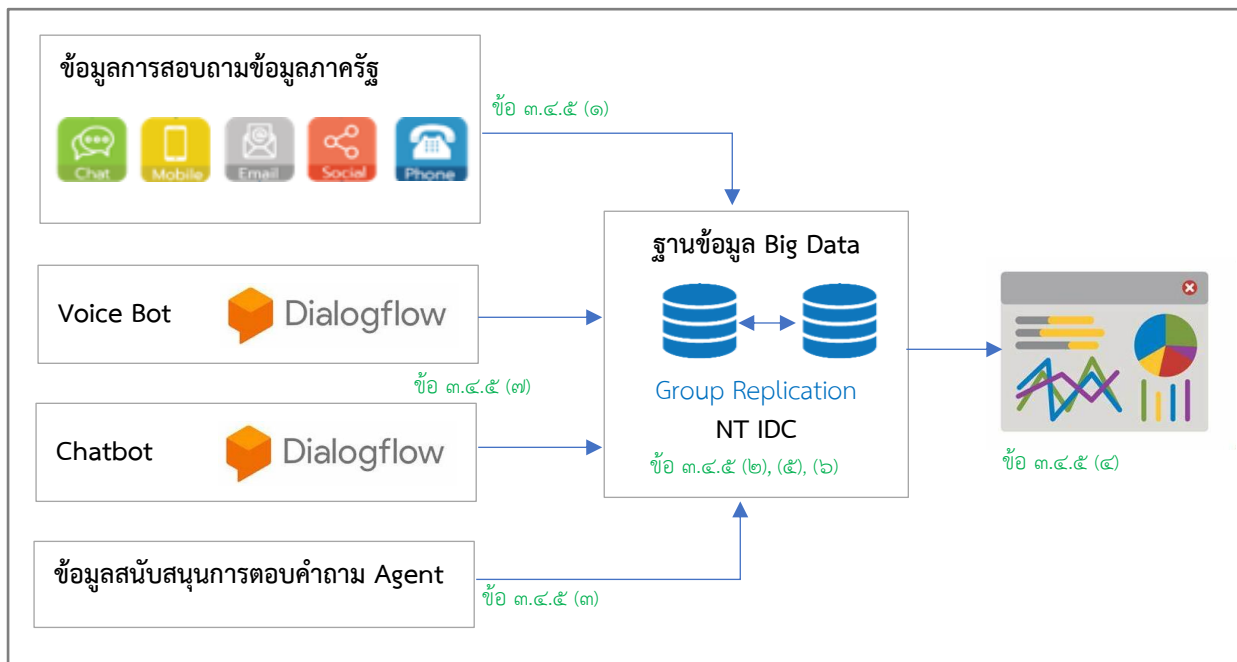 ข้อมูลการสอบถามข้อมูลภาครัฐ
ข้อ ๓.๔.๕ (๑)
Chat
Mobile
Email
Social
Phone
Voice Bot
Dialogflow
ข้อ ๓.๔.๕ (๗)
Chatbot
Dialogflow
ข้อมูลสนับสนุนการตอบคำถาม Agent
ข้อ ๓.๔.๕ (๓)
ฐานข้อมูล Big Data
Group Replication
NT IDC
ข้อ ๓.๔.๕ (๒), (๕), (๖)
ข้อ ๓.๔.๕ (๔)